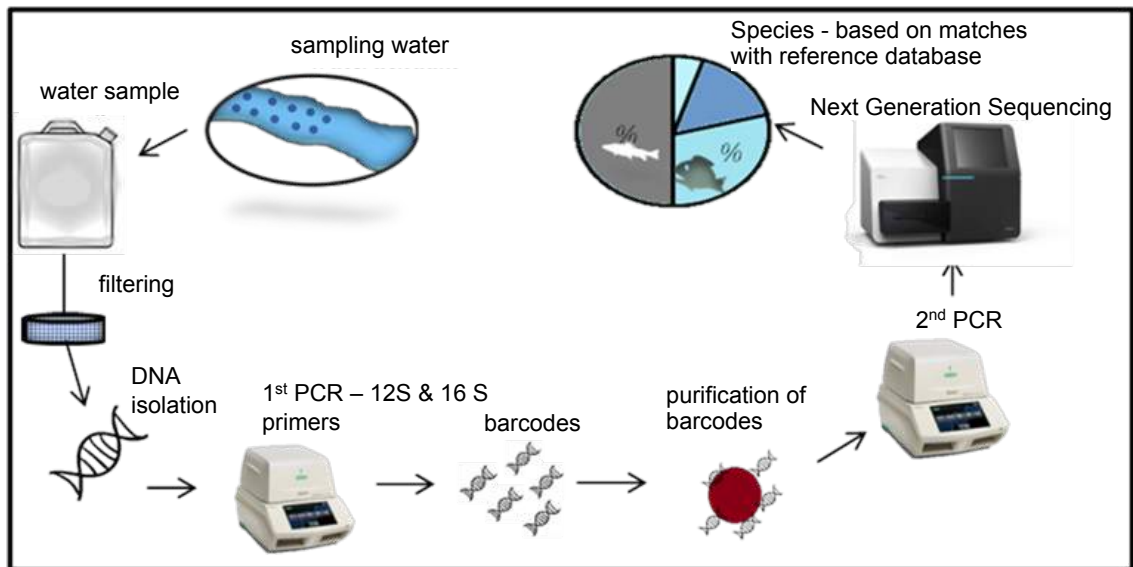 sampling water
water sample
filtering
DNA
isolation
1st PCR – 12S & 16 S
primers
barcodes
purification of
barcodes
2nd PCR
Next Generation Sequencing
Species - based on matches
with reference database
%
%